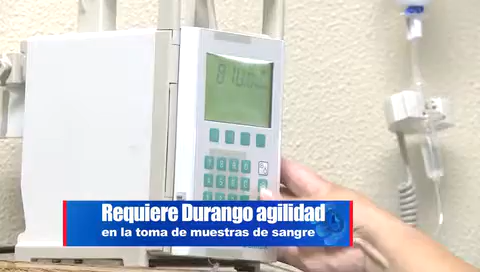 Requiere Durango agilidad
en la toma de muestras de sangre